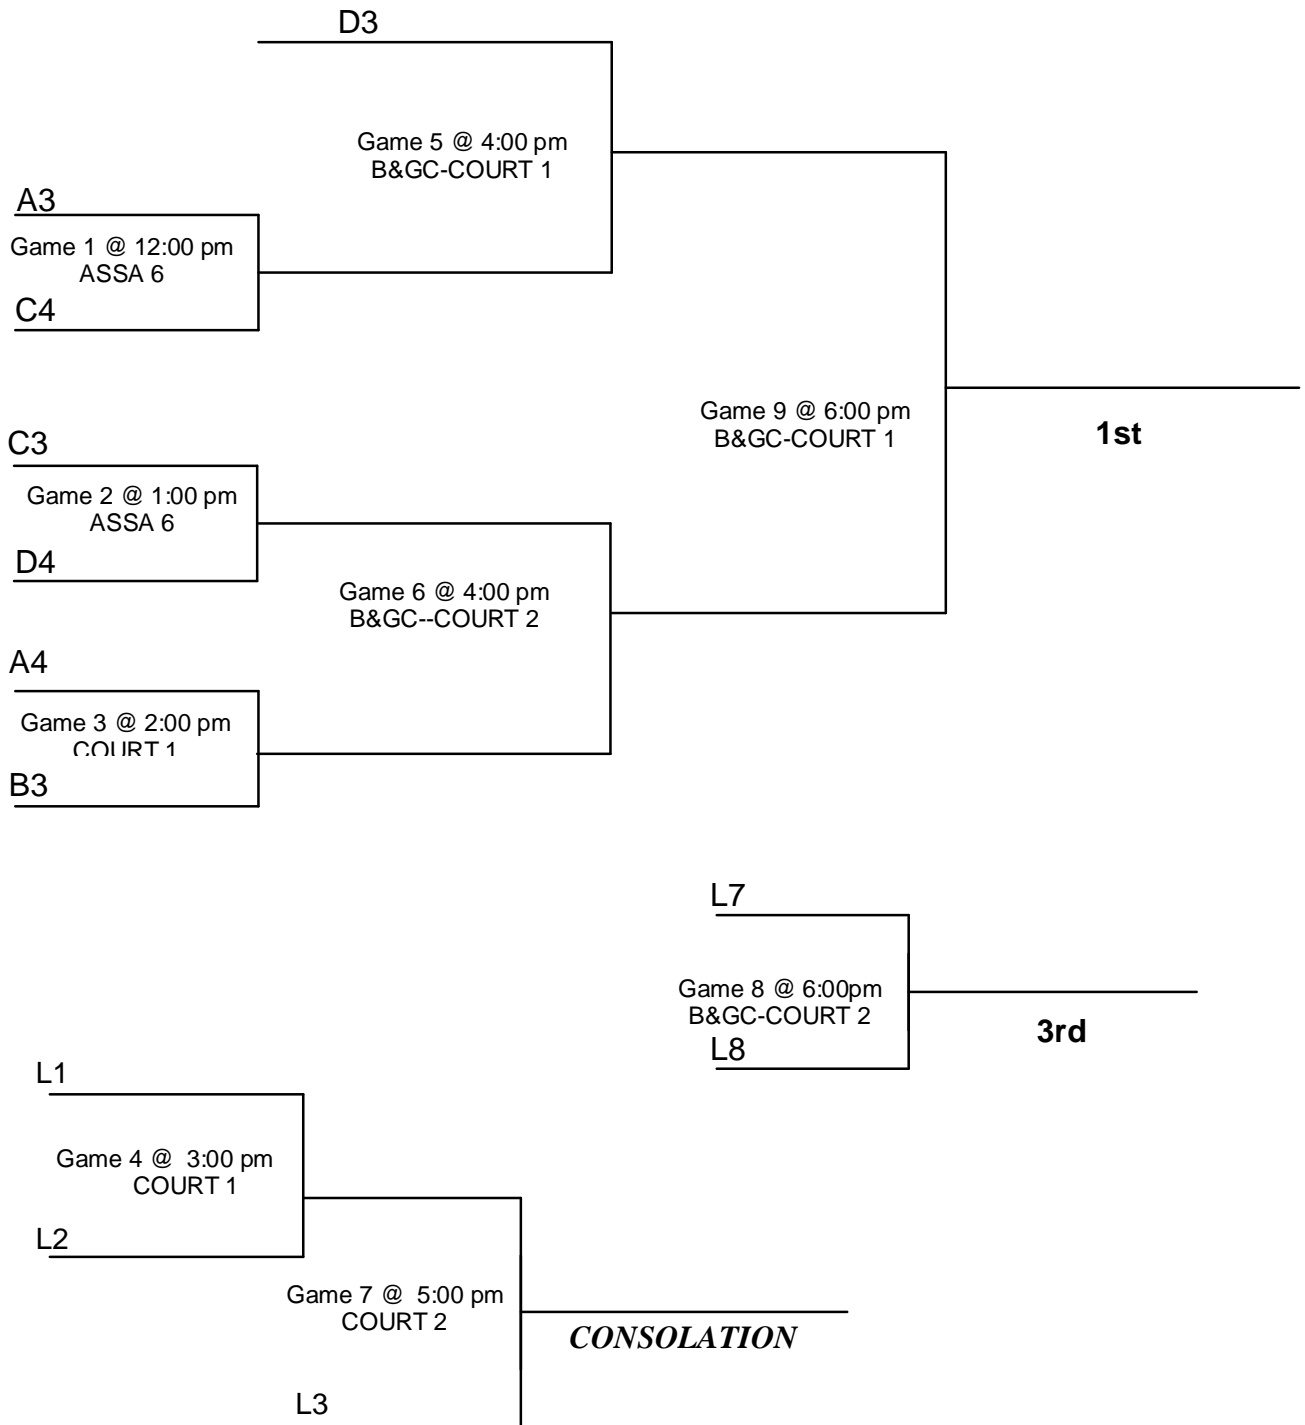 D3
Game 5 @ 4:00 pm
B&GC-COURT 1
A3
Game 1 @ 12:00 pm
ASSA 6
C4
Game 9 @ 6:00 pm
B&GC-COURT 1
1st
C3
Game 2 @ 1:00 pm
ASSA 6
D4
Game 6 @ 4:00 pm
B&GC--COURT 2
A4
Game 3 @ 2:00 pm
COURT 1
B3
L7
Game 8 @ 6:00pm
B&GC-COURT 2
L8
3rd
L1
Game 4 @  3:00 pm
COURT 1
L2
Game 7 @  5:00 pm
COURT 2
CONSOLATION
L3